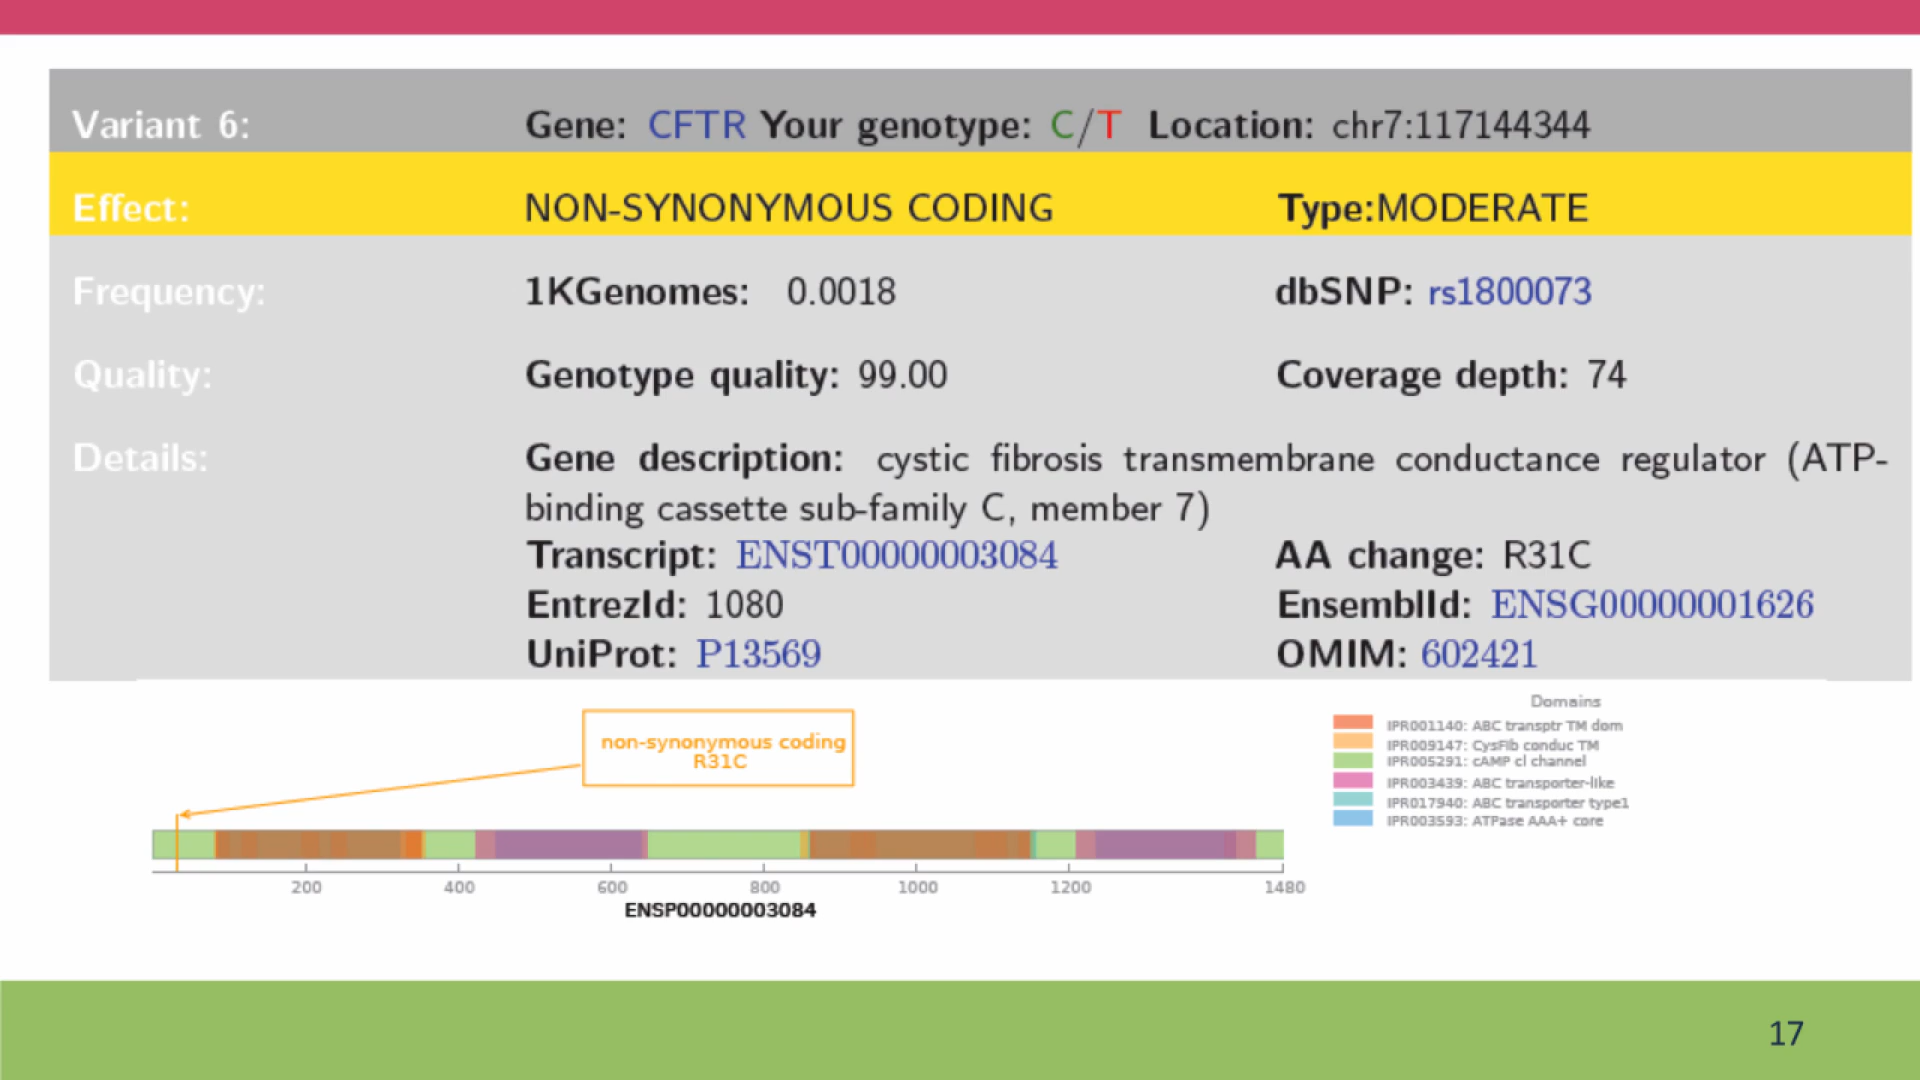 Variant 6: Gene: CFTR Your genotype: C/T Location: chr7:117144344
Effect: NON-SYNONYMOUS CODING Type:MODERATE
Frequency: 1KGenomes: 0.0018 dbSNP: rs1800073
Quality: Genotype quality: 99.00 Coverage depth: 74
Details: Gene description: cystic fibrosis transmembrane conductance regulator (ATP-
binding cassette sub-family C, member 7)
Transcript: ENST00000003084 AA change: R31C
EntrezId: 1080 EnsemblId: ENSG00000001626
UniProt: P13569 OMIM: 602421
Domains
IPR001140: ABC transptr TM dom
IPR009147: CysFib conduc TM
IPR005291: cAMP cl channel
IPR003439: ABC transporter-like
IPR017940: ABC transporter type1
IPR003593: ATPase AAA+ core
non-synonymous coding
R31C
200 400 600 800 1000 1200 1480
ENSP00000003084
17